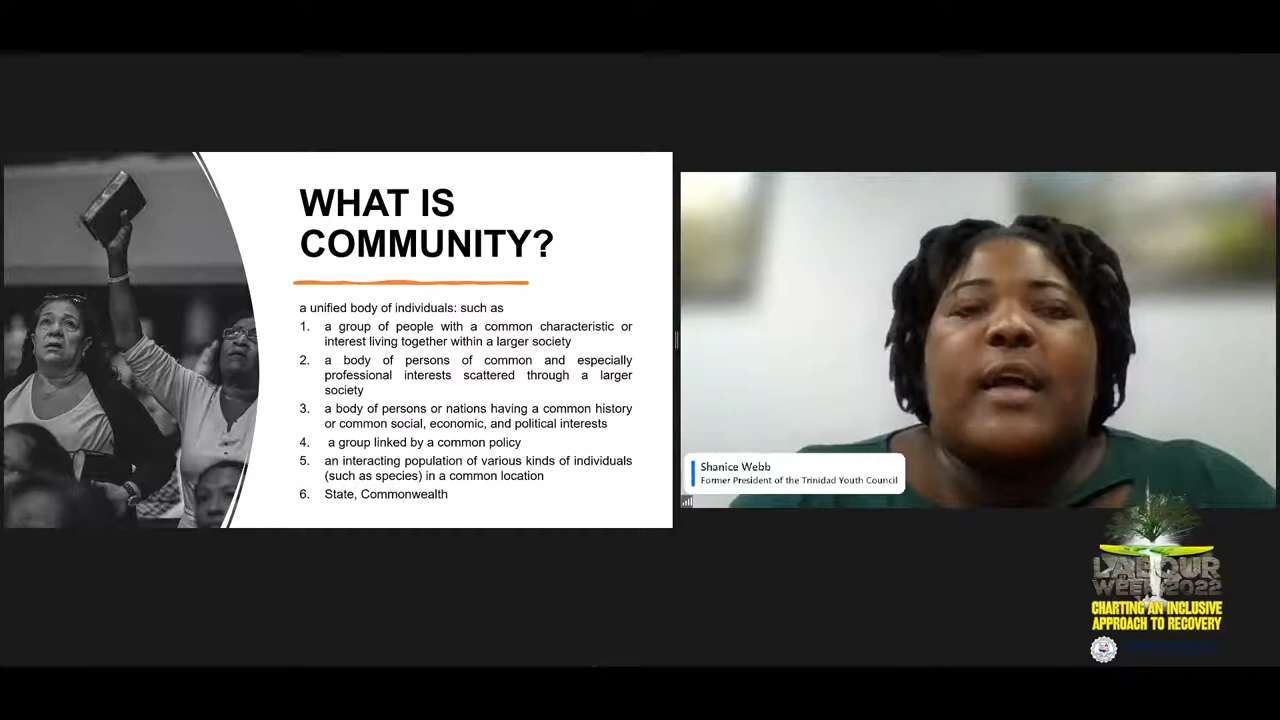 WHAT IS
COMMUNITY?
a unified body of individuals: such as
1. a group of people with a common characteristic or
interest living together within a larger society
2. a body of persons of common and especially
professional interests scattered through a larger
society
3. a body of persons or nations having a common history
or common social, economic, and political interests
4. a group linked by a common policy
5. an interacting population of various kinds of individuals
(such as species) in a common location
6. State, Commonwealth
Shanice Webb
Former President of the Trinidad Youth Council
LABOUR
WEEK 2022
CHARTING AN INCLUSIVE
APPROACH TO RECOVERY